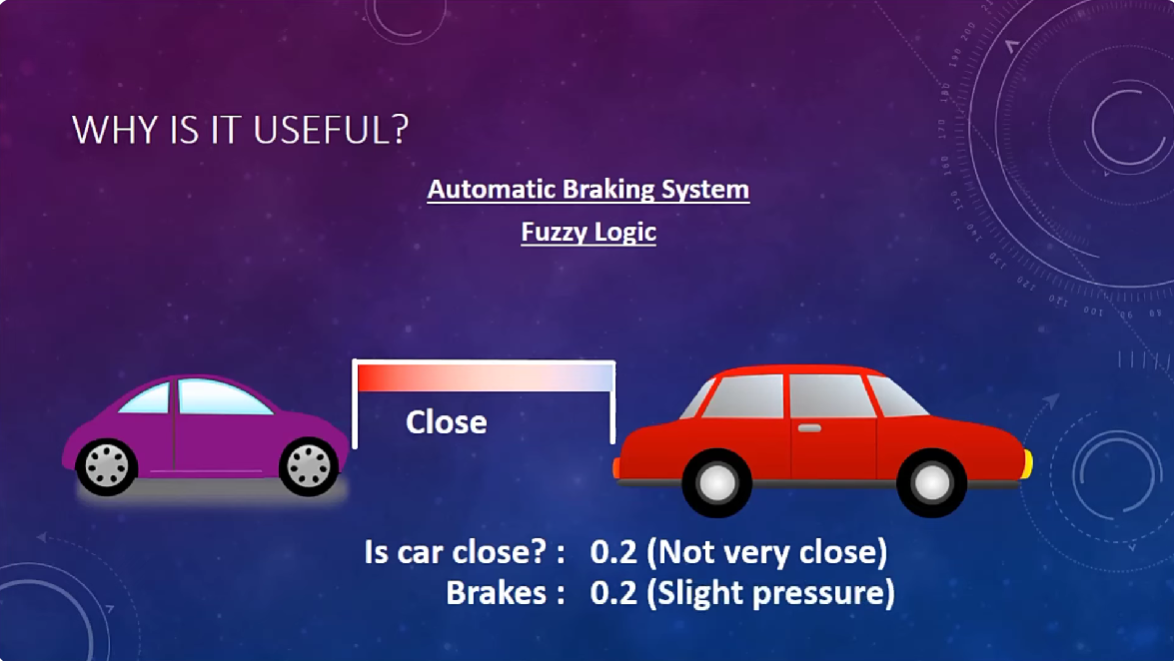 WHY IS IT USEFUL?
Automatic Braking System
Fuzzy Logic
Close
Is car close? : 0.2 (Not very close)
Brakes : 0.2 (Slight pressure)